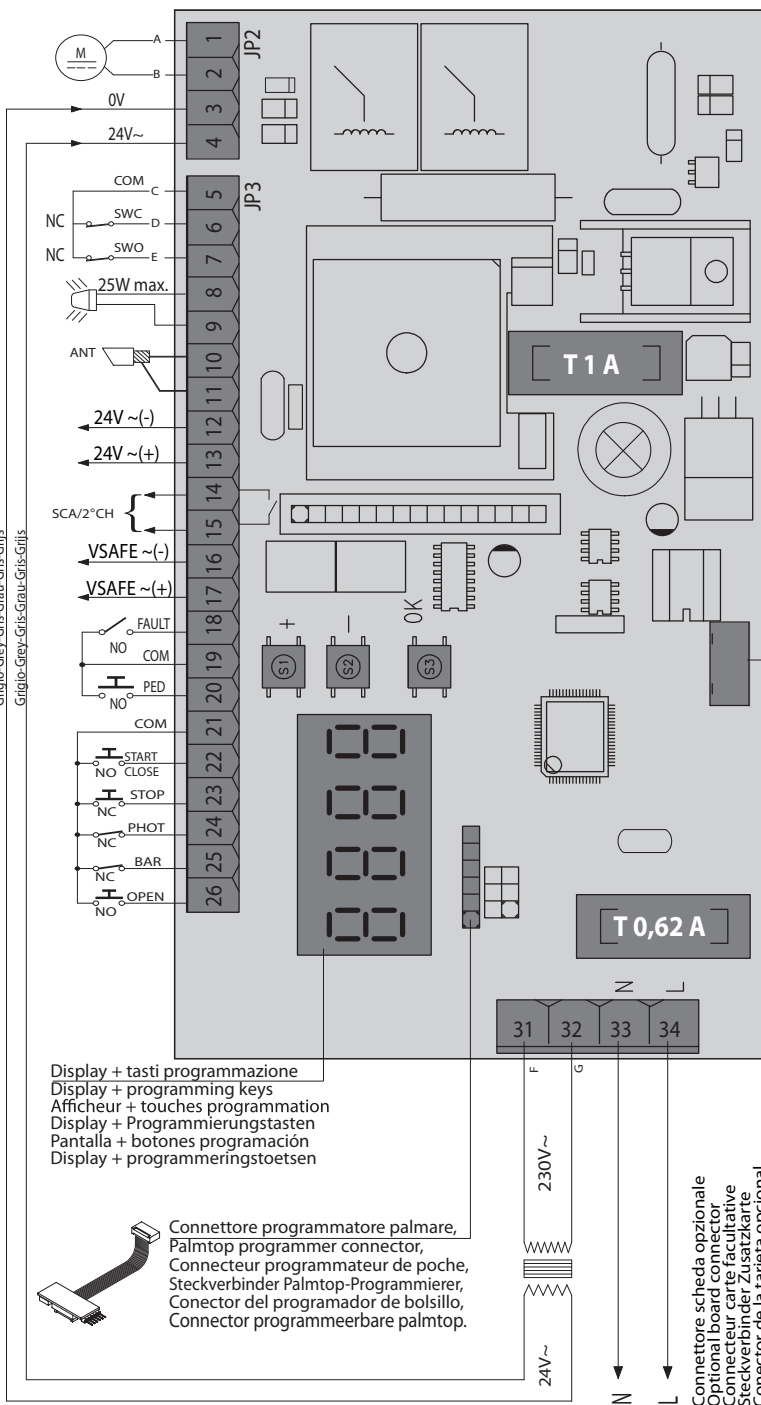 M
A
1
JP2
B
2
0V
3
24V~
4
COM
C
5
JP3
NC
SWC
D
6
NC
SWO
E
7
25W max.
8
9
ANT
10
11
T 1 A
24V ~(-)
12
24V ~(+)
13
SCA/2°CH
14
15
VSAFE ~(-)
16
VSAFE ~(+)
17
FAULT
NO
18
COM
19
PED
NO
20
+
–
OK
S1
S2
S3
COM
21
START
CLOSE
NO
22
STOP
NC
23
PHOT
NC
24
BAR
NC
25
OPEN
NO
26
T 0,62 A
N
L
31
32
33
34
F
G
Grigio-Grey-Gris-Grau-Gris-Grijs
Grigio-Grey-Gris-Grau-Gris-Grijs
Display + tasti programmazione
Display + programming keys
Afficheur + touches programmation
Display + Programmierungstasten
Pantalla + botones programación
Display + programmeringstoetsen
230V~
24V~
Connettore programmatore palmare,
Palmtop programmer connector,
Connecteur programmateur de poche,
Steckverbinder Palmtop-Programmierer,
Conector del programador de bolsillo,
Connector programmeerbare palmtop.
N
L
Connettore scheda opzionale
Optional board connector
Connecteur carte facultative
Steckverbinder Zusatzkarte
Conector de la tarjeta opcional